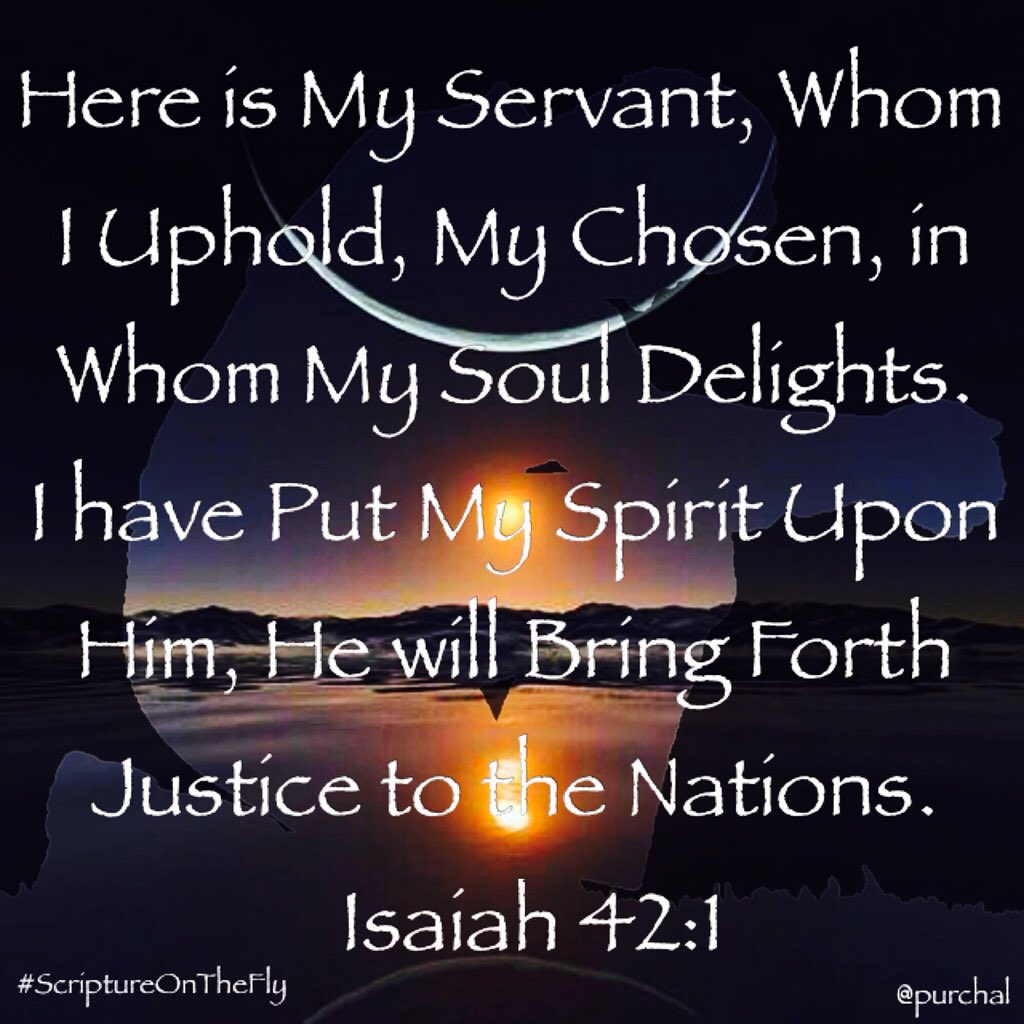 Here is My Servant, Whom
I Uphold, My Chosen, in
Whom My Soul Delights.
I have Put My Spirit Upon
Him, He will Bring Forth
Justice to the Nations.
Isaiah 42:1
#ScriptureOnTheFly
@purchal